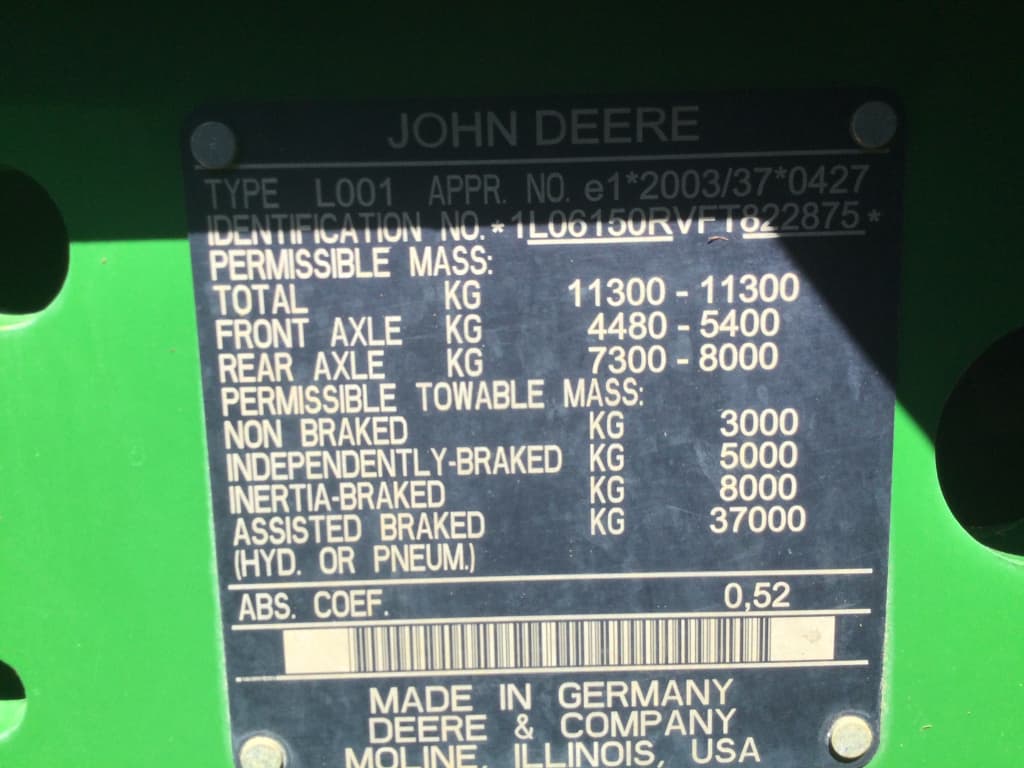 JOHN DEERE
TYPE L001 APPR. NO. e1*2003/37*0427
IDENTIFICATION NO. *1L06150RVFT822875*
PERMISSIBLE MASS:
TOTAL KG 11300 - 11300
FRONT AXLE KG 4480 - 5400
REAR AXLE KG 7300 - 8000
PERMISSIBLE TOWABLE MASS:
NON BRAKED KG 3000
INDEPENDENTLY-BRAKED KG 5000
INERTIA-BRAKED KG 8000
ASSISTED BRAKED KG 37000
(HYD. OR PNEUM.)
ABS. COEF. 0,52
MADE IN GERMANY
DEERE & COMPANY
MOLINE, ILLINOIS, USA